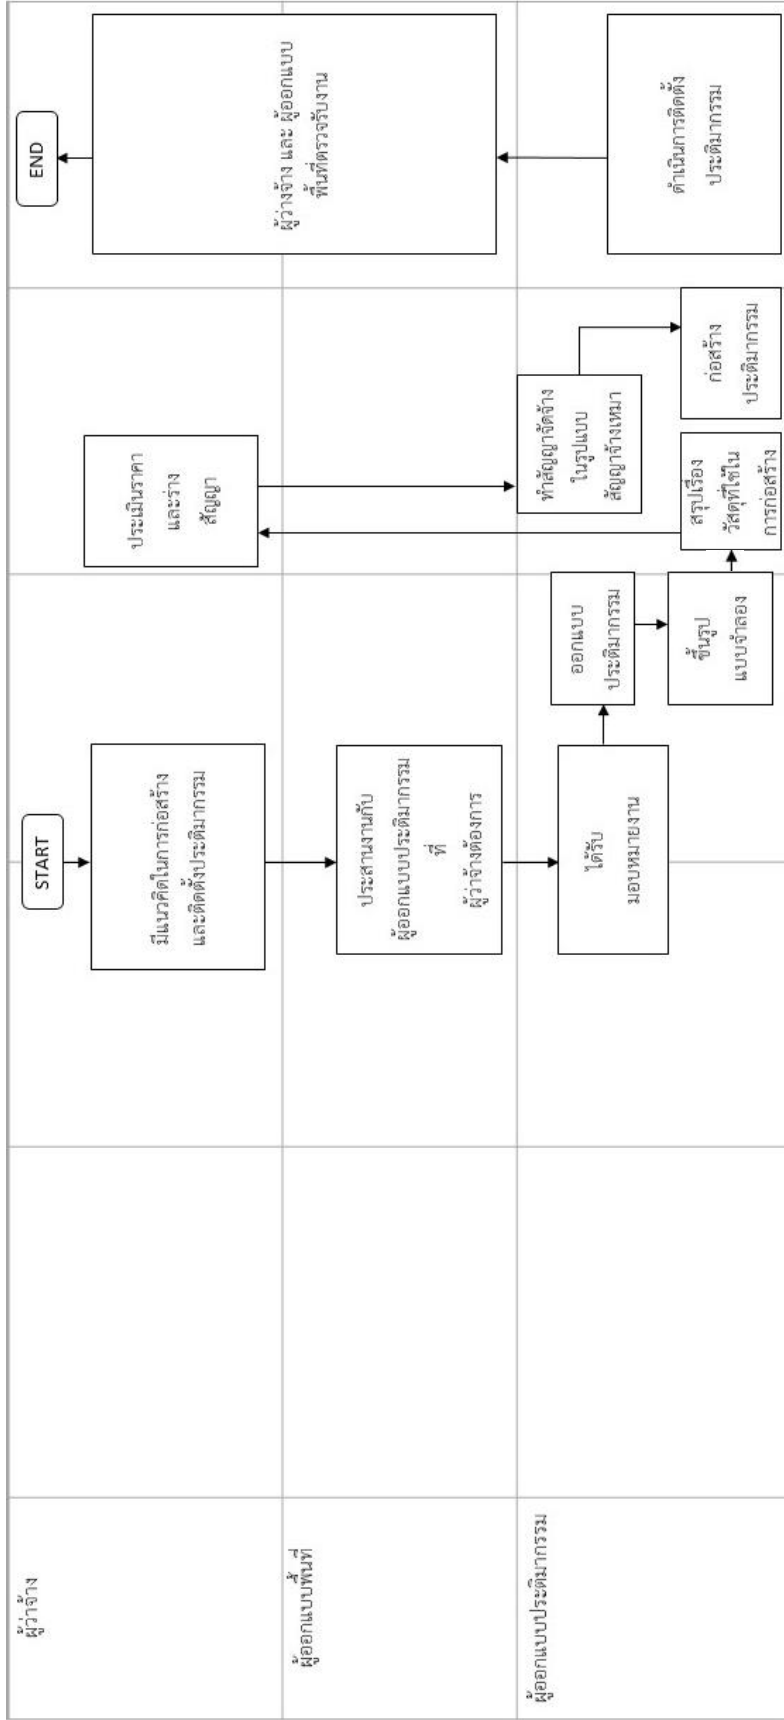 ผู้ว่าจ้าง
START
มีแนวคิดในการก่อสร้าง
และติดตั้งประติมากรรม
ประเมินราคา
และร่าง
สัญญา
END
ผู้ว่างจ้าง และ ผู้ออกแบบ
พื้นที่ตรวจรับงาน
ผู้ออกแบบพื้นที่
ประสานงานกับ
ผู้ออกแบบประติมากรรม
ที่
ผู้ว่าจ้างต้องการ
ผู้ออกแบบประติมากรรม
ได้รับ
มอบหมายงาน
ออกแบบ
ประติมากรรม
ขึ้นรูป
แบบจำลอง
สรุปเรื่อง
วัสดุที่ใช้ใน
การก่อสร้าง
ทำสัญญาจัดจ้าง
ในรูปแบบ
สัญญาจ้างเหมา
ก่อสร้าง
ประติมากรรม
ดำเนินการติดตั้ง
ประติมากรรม